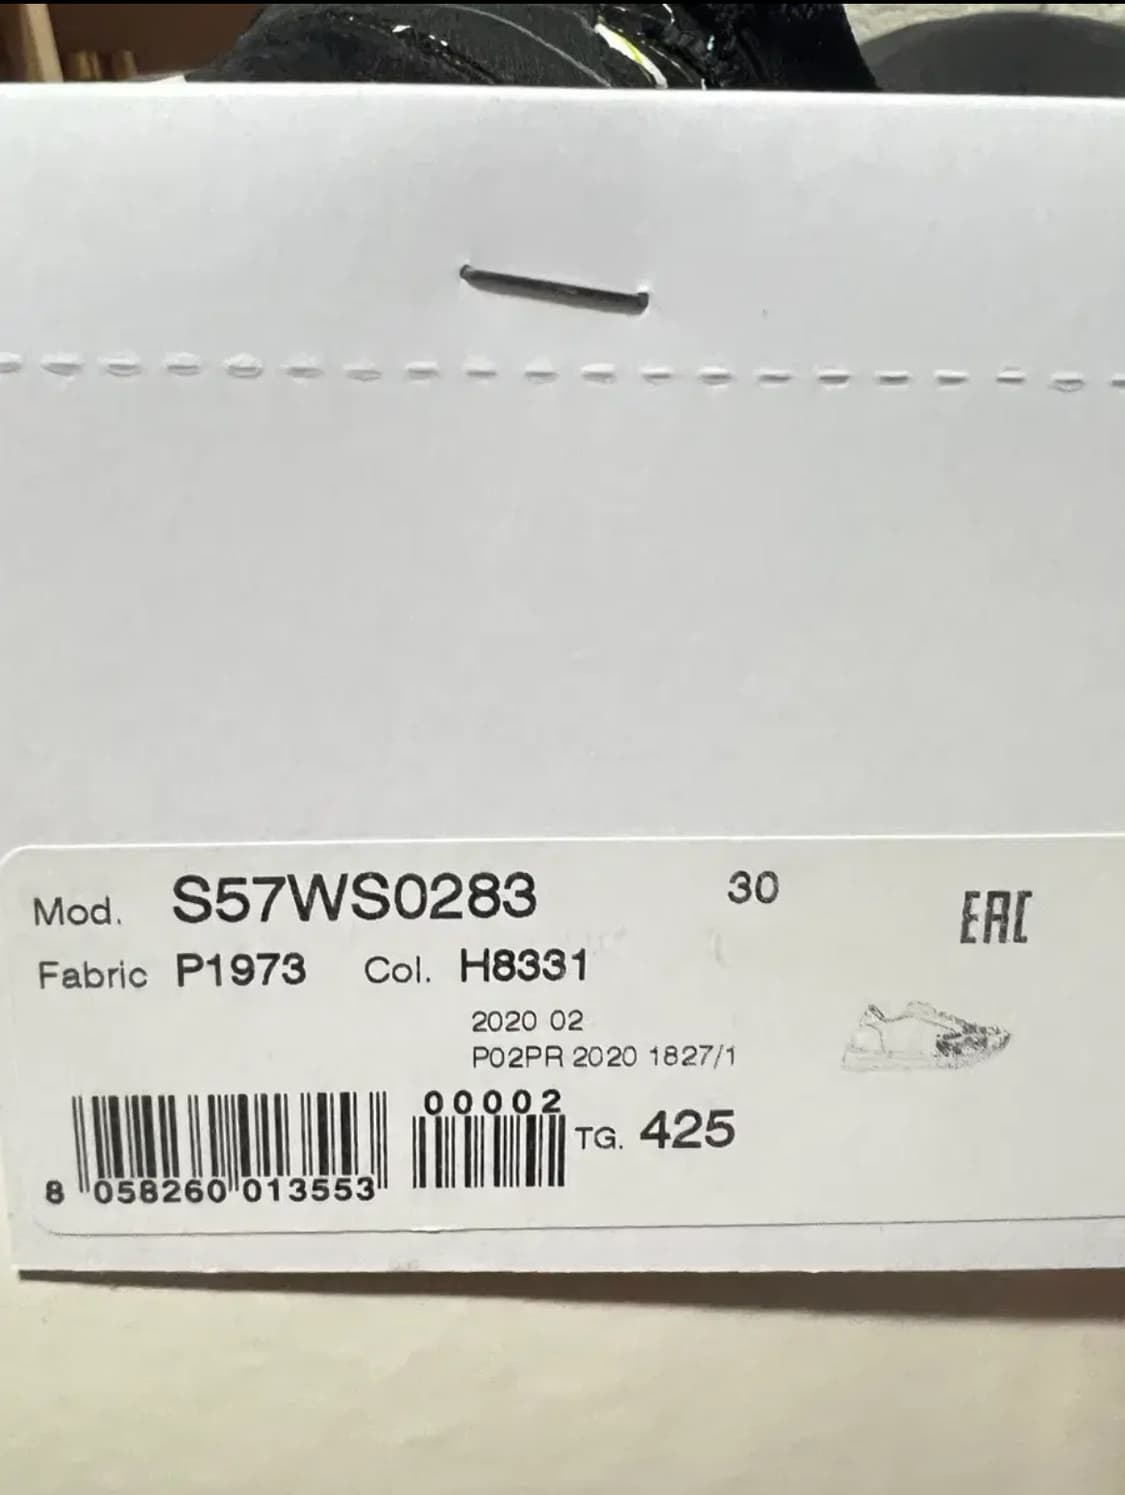 Mod. S57WS0283 30
EAC
Fabric P1973 Col. H8331
2020 02
P02PR 2020 1827/1
00002
TG. 425
8 058260 013553